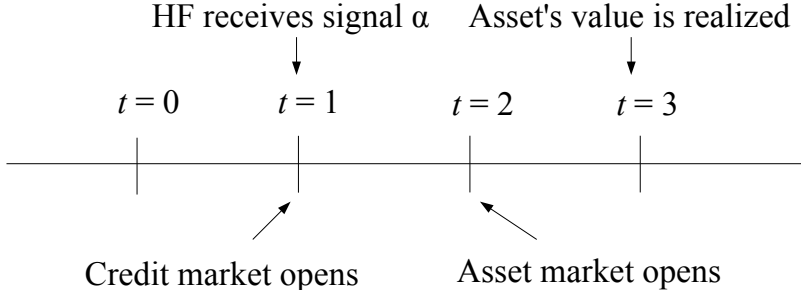 HF receives signal α Asset's value is realized
t = 0 t = 1 t = 2 t = 3
Credit market opens Asset market opens